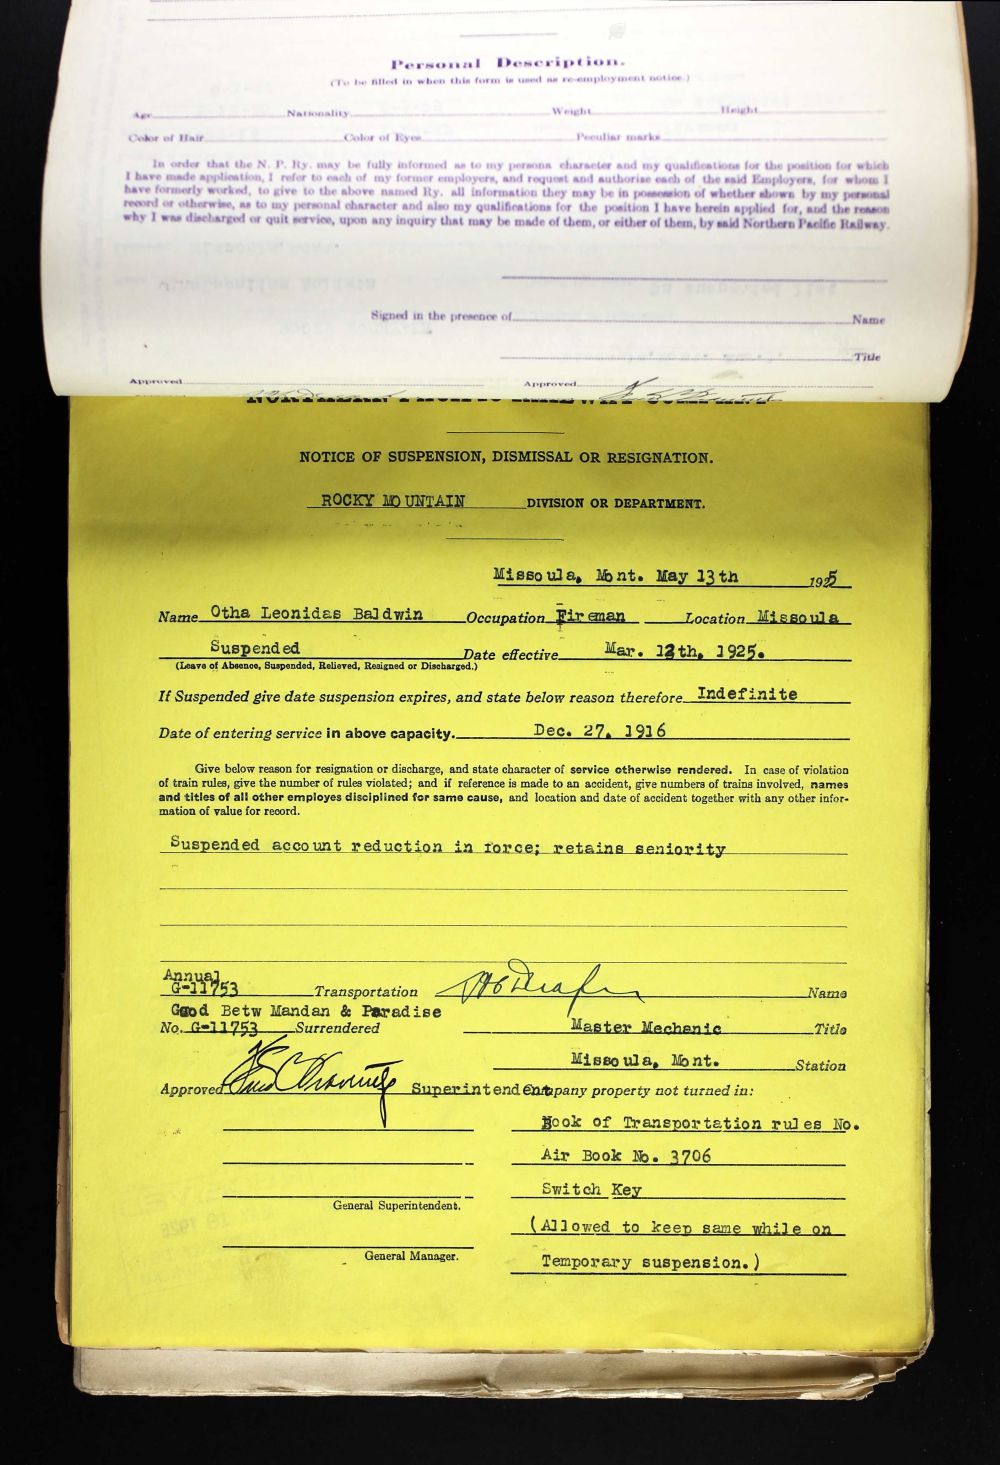 Personal Description.
(To be filled in when this form is used as re-employment notice.)
Age Nationality Weight Height
Color of Hair Color of Eyes Peculiar marks
In order that the N. P. Ry. may be fully informed as to my persona character and my qualifications for the position for which
I have made application, I refer to each of my former employers, and request and authorise each of the said Employers, for whom I
have formerly worked, to give to the above named Ry. all information they may be in possession of whether shown by my personal
record or otherwise, as to my personal character and also my qualifications for the position I have herein applied for, and the reason
why I was discharged or quit service, upon any inquiry that may be made of them, or either of them, by said Northern Pacific Railway.
Signed in the presence of Name
Title
Approved Approved
NORTHERN PACIFIC RAILWAY COMPANY
NOTICE OF SUSPENSION, DISMISSAL OR RESIGNATION.
ROCKY MOUNTAIN DIVISION OR DEPARTMENT.
Missoula, Mont. May 13th 1925
Name Otha Leonidas Baldwin Occupation Fireman Location Missoula
Suspended Date effective Mar. 12th, 1925.
(Leave of Absence, Suspended, Relieved, Resigned or Discharged.)
If Suspended give date suspension expires, and state below reason therefore Indefinite
Date of entering service in above capacity. Dec. 27, 1916
Give below reason for resignation or discharge, and state character of service otherwise rendered. In case of violation
of train rules, give the number of rules violated; and if reference is made to an accident, give numbers of trains involved, names
and titles of all other employes disciplined for same cause, and location and date of accident together with any other infor-
mation of value for record.
Suspended account reduction in force; retains seniority
Annual
G-11753 Transportation Name
Good Betw Mandan & Paradise
No. G-11753 Surrendered Master Mechanic Title
Missoula, Mont. Station
Approved Superintendent Company property not turned in:
Book of Transportation rules No.
Air Book No. 3706
Switch Key
General Superintendent.
(Allowed to keep same while on
General Manager.
Temporary suspension.)